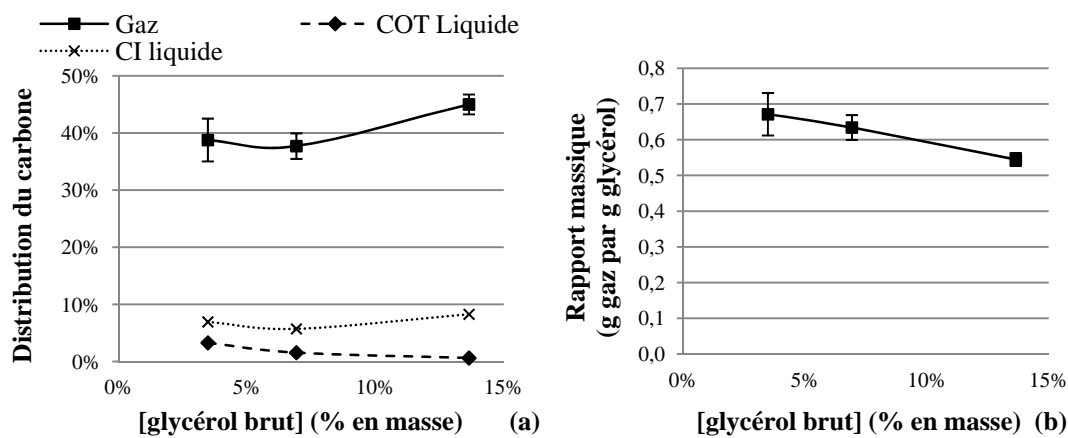 Gaz
COT Liquide
CI liquide
Distribution du carbone
50%
40%
30%
20%
10%
0%
0%
5%
10%
15%
[glycérol brut] (% en masse)
(a)
Rapport massique
(g gaz par g glycérol)
0,8
0,7
0,6
0,5
0,4
0,3
0,2
0,1
0,0
0%
5%
10%
15%
[glycérol brut] (% en masse)
(b)